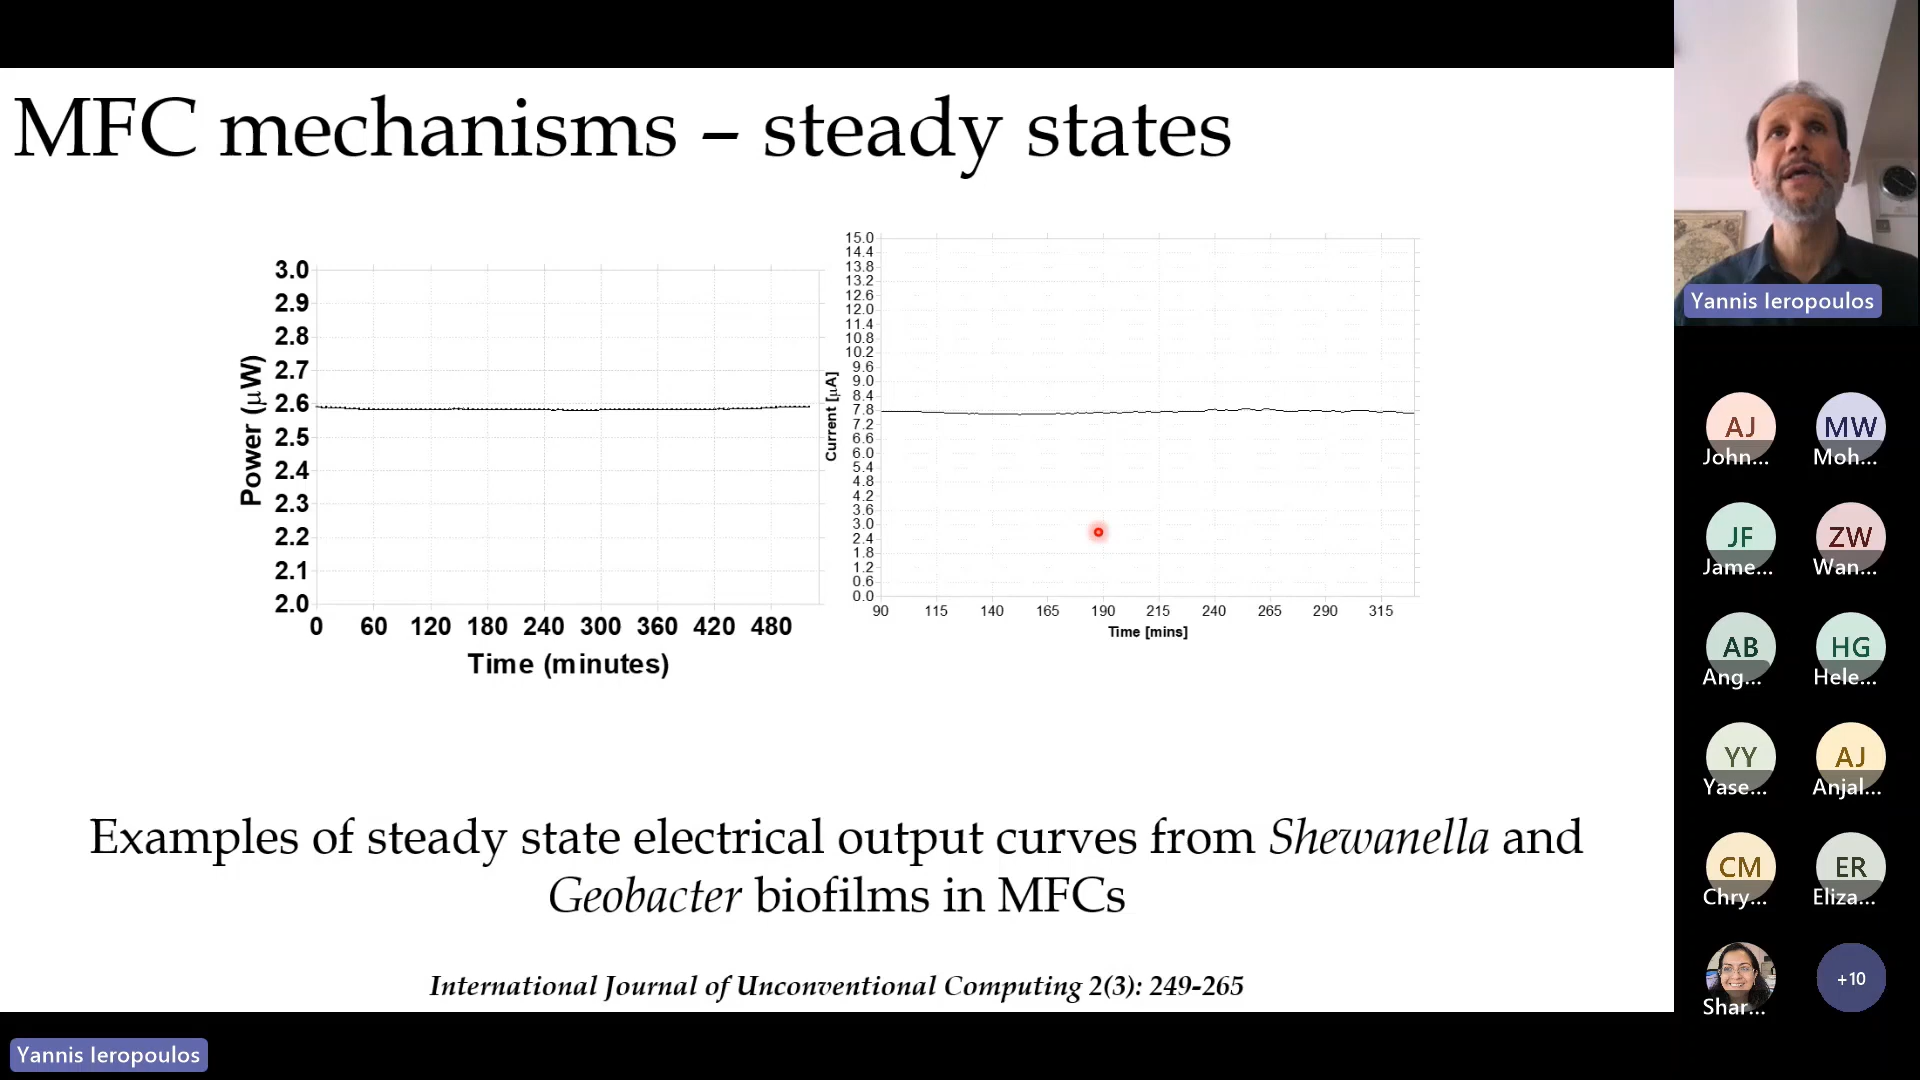 MFC mechanisms – steady states
3.0
2.9
2.8
2.7
2.6
2.5
2.4
2.3
2.2
2.1
2.0
Power (μW)
0 60 120 180 240 300 360 420 480
Time (minutes)
15.0
14.4
13.8
13.2
12.6
12.0
11.4
10.8
10.2
9.6
9.0
8.4
7.8
7.2
6.6
6.0
5.4
4.8
4.2
3.6
3.0
2.4
1.8
1.2
0.6
0.0
Current [μA]
90 115 140 165 190 215 240 265 290 315
Time [mins]
Examples of steady state electrical output curves from Shewanella and
Geobacter biofilms in MFCs
International Journal of Unconventional Computing 2(3): 249-265
Yannis Ieropoulos
Yannis Ieropoulos
AJ MW
John... Moh...
JF ZW
Jame... Wan...
AB HG
Ang... Hele...
YY AJ
Yase... Anjal...
CM ER
Chry... Eliza...
+10
Shar...